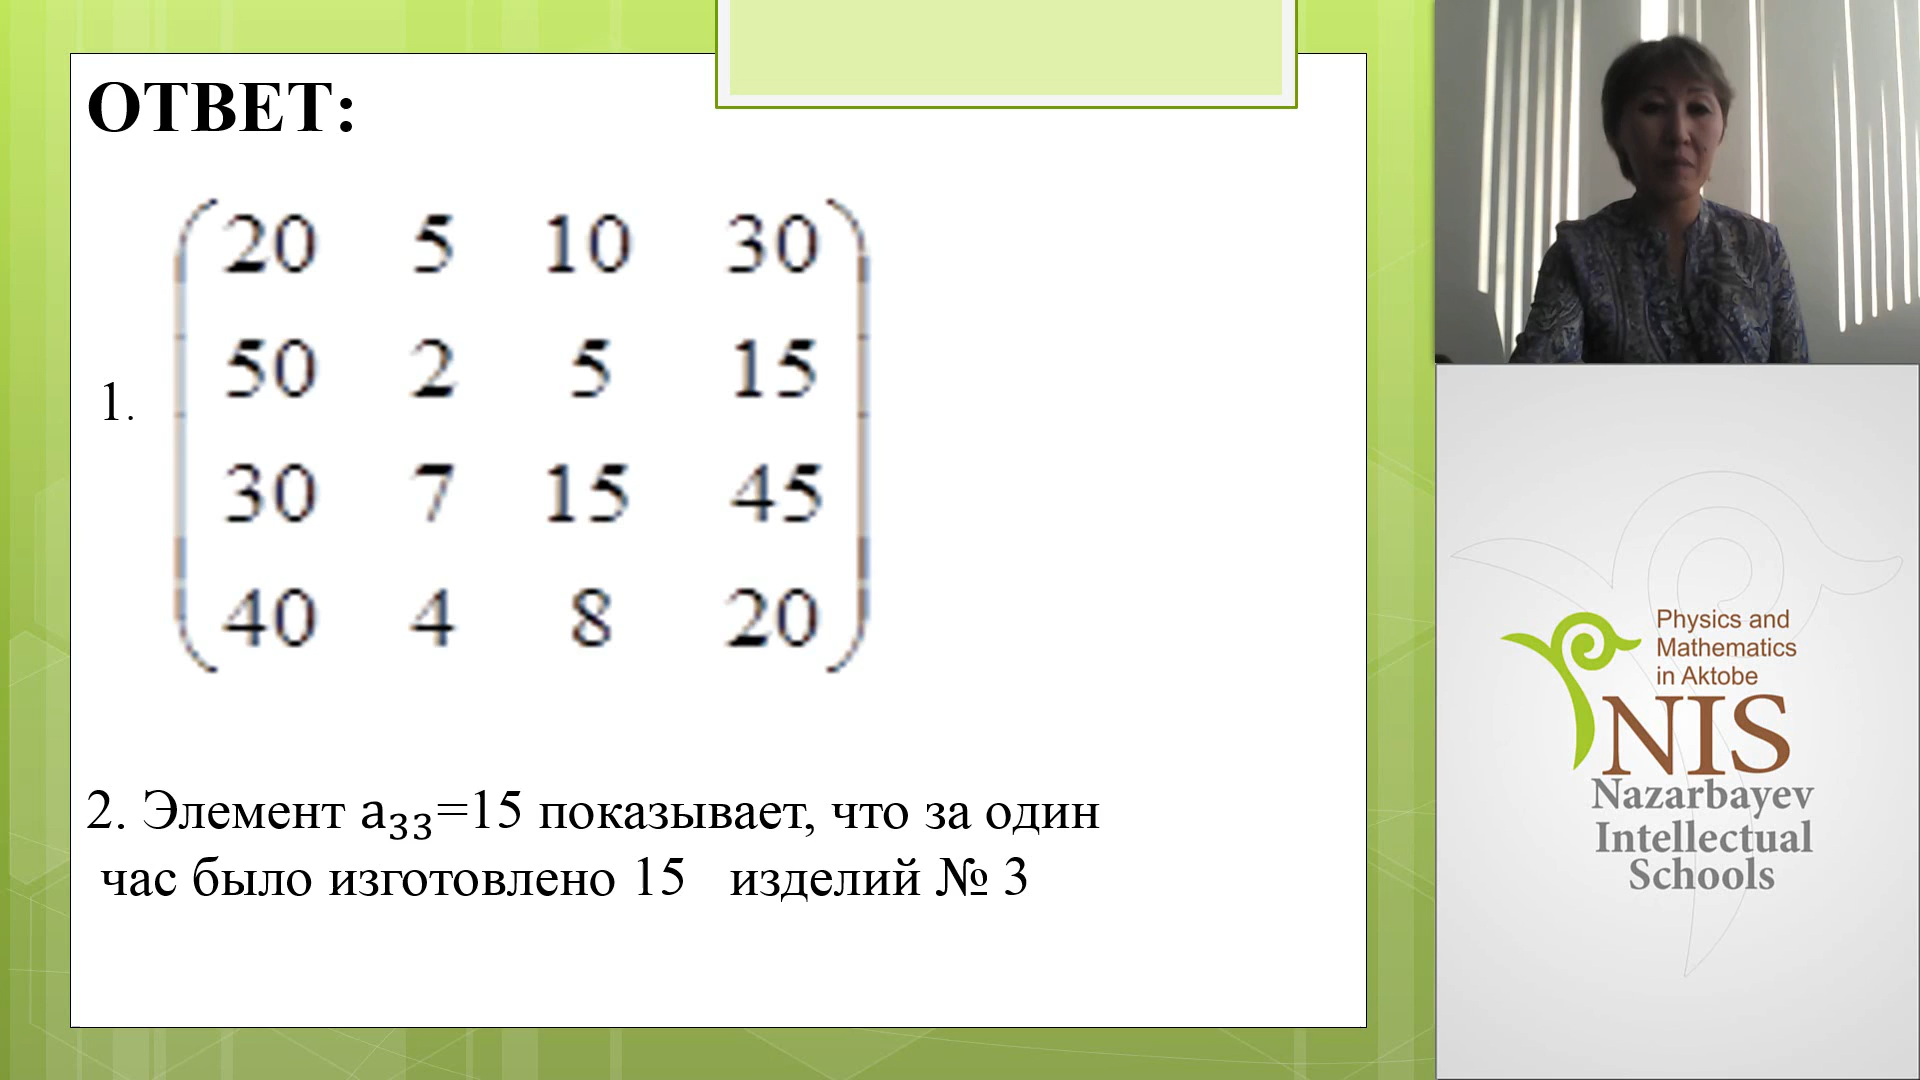 ОТВЕТ:
1.
20 5 10 30
50 2 5 15
30 7 15 45
40 4 8 20
2. Элемент а₃₃=15 показывает, что за один
час было изготовлено 15 изделий № 3
Physics and
Mathematics
in Aktobe
NIS
Nazarbayev
Intellectual
Schools